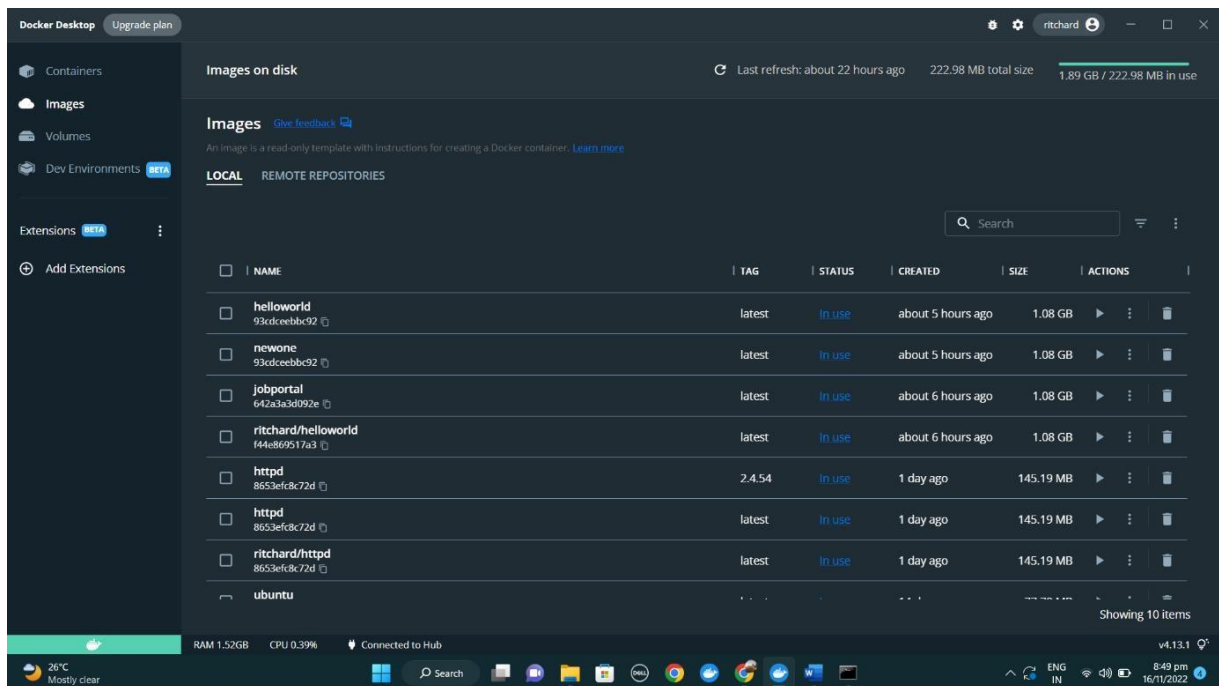 Docker Desktop Upgrade plan ritchard
Containers
Images
Volumes
Dev Environments BETA
Extensions BETA
Add Extensions
Images on disk Last refresh: about 22 hours ago 222.98 MB total size 1.89 GB / 222.98 MB in use
Images Give feedback
An image is a read-only template with instructions for creating a Docker container. Learn more
LOCAL REMOTE REPOSITORIES
Search
NAME TAG STATUS CREATED SIZE ACTIONS
helloworld
93cdceebbc92 latest In use about 5 hours ago 1.08 GB
newone
93cdceebbc92 latest In use about 5 hours ago 1.08 GB
jobportal
642a3a3d092e latest In use about 6 hours ago 1.08 GB
ritchard/helloworld
f44e869517a3 latest In use about 6 hours ago 1.08 GB
httpd
8653efc8c72d 2.4.54 In use 1 day ago 145.19 MB
httpd
8653efc8c72d latest In use 1 day ago 145.19 MB
ritchard/httpd
8653efc8c72d latest In use 1 day ago 145.19 MB
ubuntu
Showing 10 items
RAM 1.52GB CPU 0.39% Connected to Hub v4.13.1
26°C
Mostly clear
Search
DELL
W
ENG
IN
8:49 pm
16/11/2022
4